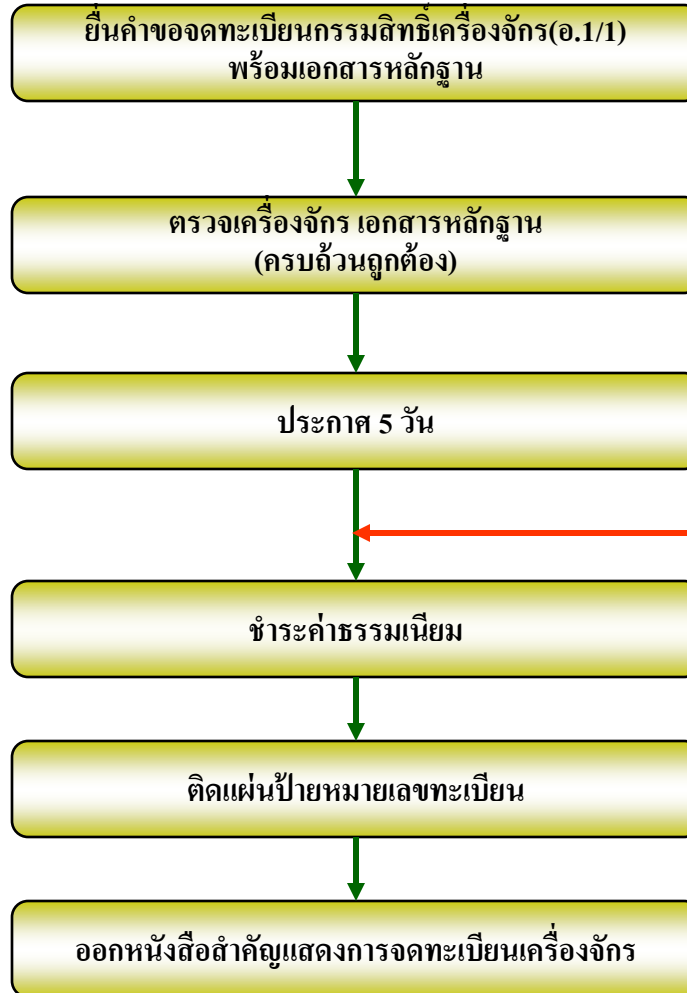 ยื่นคำขอจดทะเบียนกรรมสิทธิ์เครื่องจักร(อ.1/1)
พร้อมเอกสารหลักฐาน
ตรวจเครื่องจักร เอกสารหลักฐาน
(ครบถ้วนถูกต้อง)
ประกาศ 5 วัน
ชำระค่าธรรมเนียม
ติดแผ่นป้ายหมายเลขทะเบียน
ออกหนังสือสำคัญแสดงการจดทะเบียนเครื่องจักร